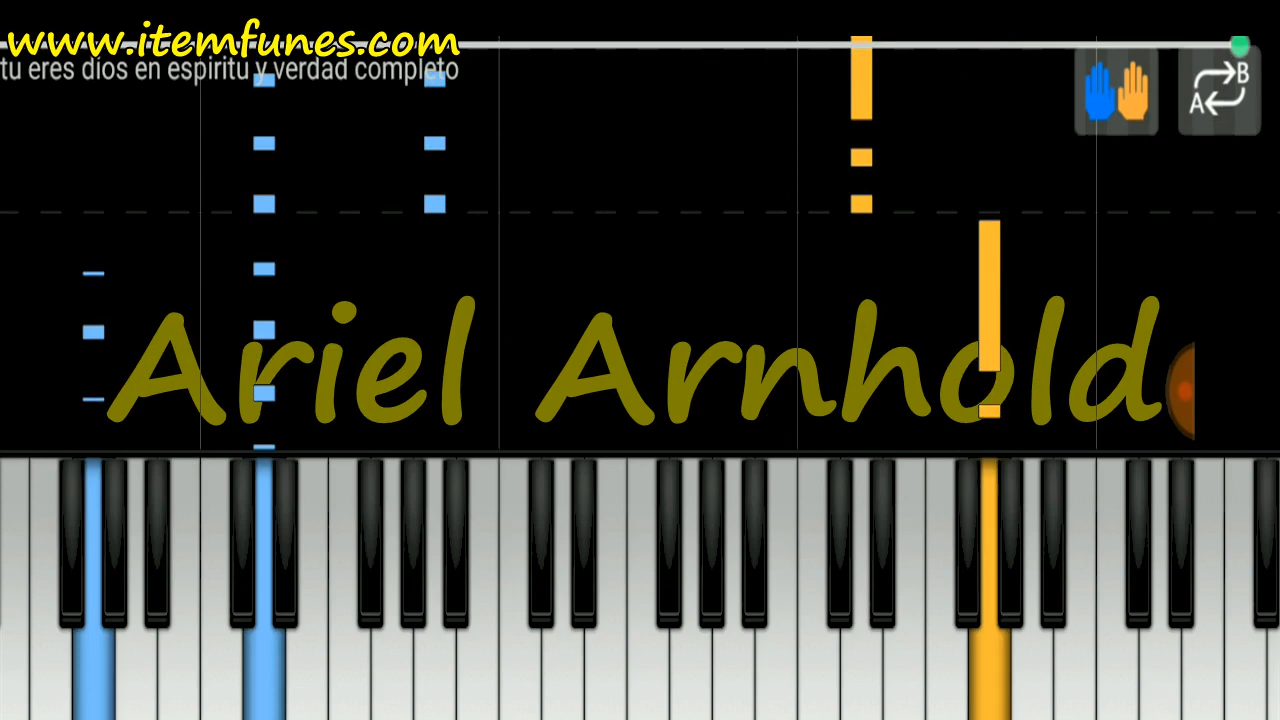 www.itemfunes.com
tu eres dios en espiritu y verdad completo
B
A
Ariel Arnhold